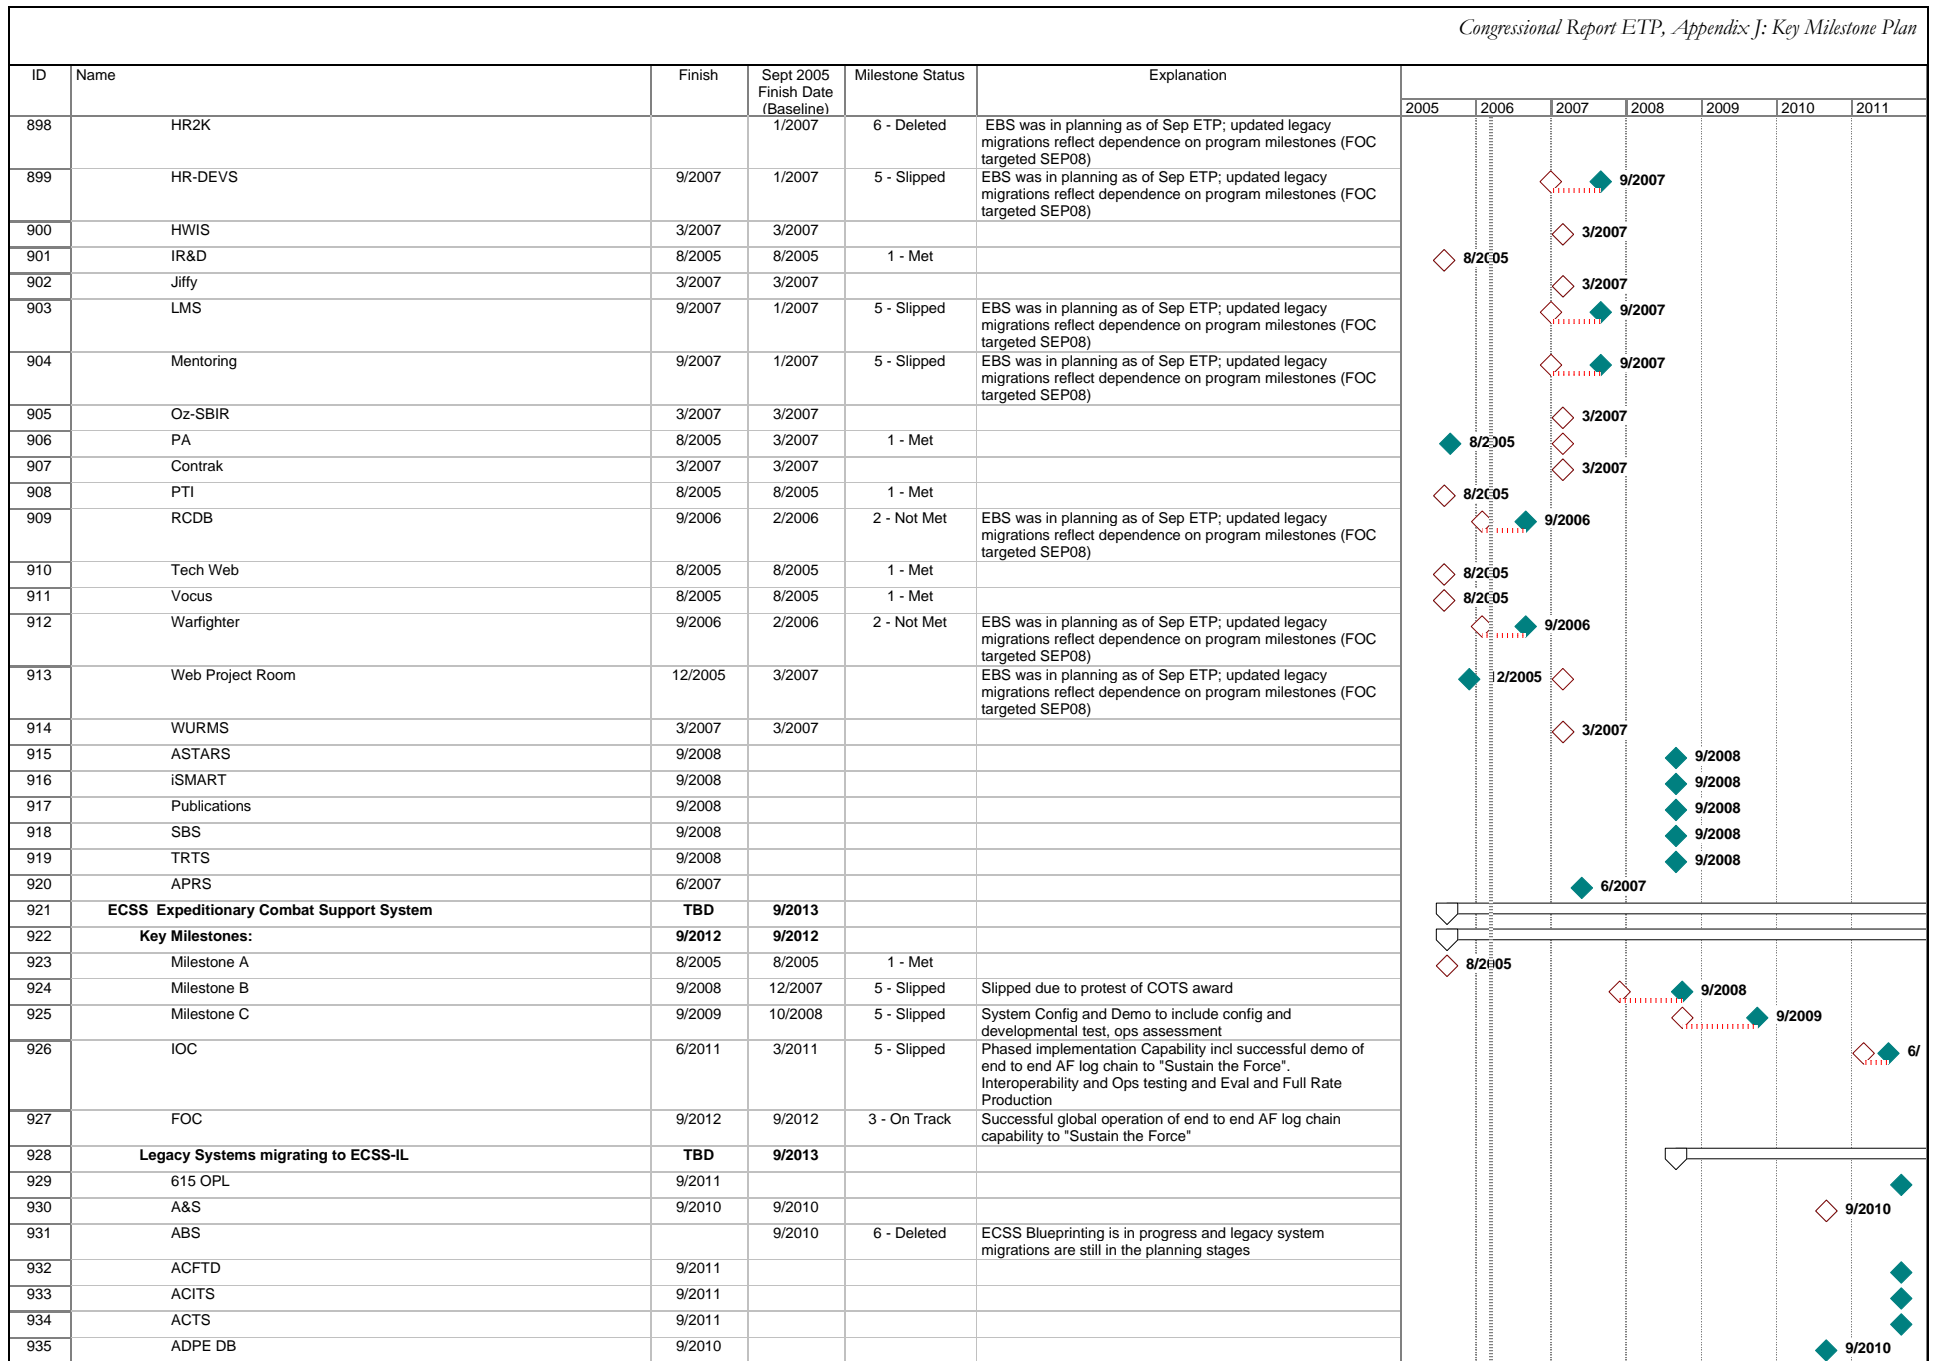 Congressional Report ETP, Appendix J: Key Milestone Plan
ID Name Finish Sept 2005 Milestone Status Explanation
Finish Date
(Baseline)
2005 2006 2007 2008 2009 2010 2011
898 HR2K 1/2007 6 - Deleted EBS was in planning as of Sep ETP; updated legacy
migrations reflect dependence on program milestones (FOC
targeted SEP08)
899 HR-DEVS 9/2007 1/2007 5 - Slipped EBS was in planning as of Sep ETP; updated legacy 9/2007
migrations reflect dependence on program milestones (FOC
targeted SEP08)
900 HWIS 3/2007 3/2007 3/2007
901 IR&D 8/2005 8/2005 1 - Met 8/2005
902 Jiffy 3/2007 3/2007 3/2007
903 LMS 9/2007 1/2007 5 - Slipped EBS was in planning as of Sep ETP; updated legacy 9/2007
migrations reflect dependence on program milestones (FOC
targeted SEP08)
904 Mentoring 9/2007 1/2007 5 - Slipped EBS was in planning as of Sep ETP; updated legacy 9/2007
migrations reflect dependence on program milestones (FOC
targeted SEP08)
905 Oz-SBIR 3/2007 3/2007 3/2007
906 PA 8/2005 3/2007 1 - Met 8/2005
907 Contrak 3/2007 3/2007 3/2007
908 PTI 8/2005 8/2005 1 - Met 8/2005
909 RCDB 9/2006 2/2006 2 - Not Met EBS was in planning as of Sep ETP; updated legacy 9/2006
migrations reflect dependence on program milestones (FOC
targeted SEP08)
910 Tech Web 8/2005 8/2005 1 - Met 8/2005
911 Vocus 8/2005 8/2005 1 - Met 8/2005
912 Warfighter 9/2006 2/2006 2 - Not Met EBS was in planning as of Sep ETP; updated legacy 9/2006
migrations reflect dependence on program milestones (FOC
targeted SEP08)
913 Web Project Room 12/2005 3/2007 EBS was in planning as of Sep ETP; updated legacy 12/2005
migrations reflect dependence on program milestones (FOC
targeted SEP08)
914 WURMS 3/2007 3/2007 3/2007
915 ASTARS 9/2008 9/2008
916 iSMART 9/2008 9/2008
917 Publications 9/2008 9/2008
918 SBS 9/2008 9/2008
919 TRTS 9/2008 9/2008
920 APRS 6/2007 6/2007
921 ECSS Expeditionary Combat Support System TBD 9/2013
922 Key Milestones: 9/2012 9/2012
923 Milestone A 8/2005 8/2005 1 - Met 8/2005
924 Milestone B 9/2008 12/2007 5 - Slipped Slipped due to protest of COTS award 9/2008
925 Milestone C 9/2009 10/2008 5 - Slipped System Config and Demo to include config and 9/2009
developmental test, ops assessment
926 IOC 6/2011 3/2011 5 - Slipped Phased implementation Capability incl successful demo of 6/
end to end AF log chain to "Sustain the Force".
Interoperability and Ops testing and Eval and Full Rate
Production
927 FOC 9/2012 9/2012 3 - On Track Successful global operation of end to end AF log chain
capability to "Sustain the Force"
928 Legacy Systems migrating to ECSS-IL TBD 9/2013
929 615 OPL 9/2011
930 A&S 9/2010 9/2010 9/2010
931 ABS 9/2010 6 - Deleted ECSS Blueprinting is in progress and legacy system
migrations are still in the planning stages
932 ACFTD 9/2011
933 ACITS 9/2011
934 ACTS 9/2011
935 ADPE DB 9/2010 9/2010